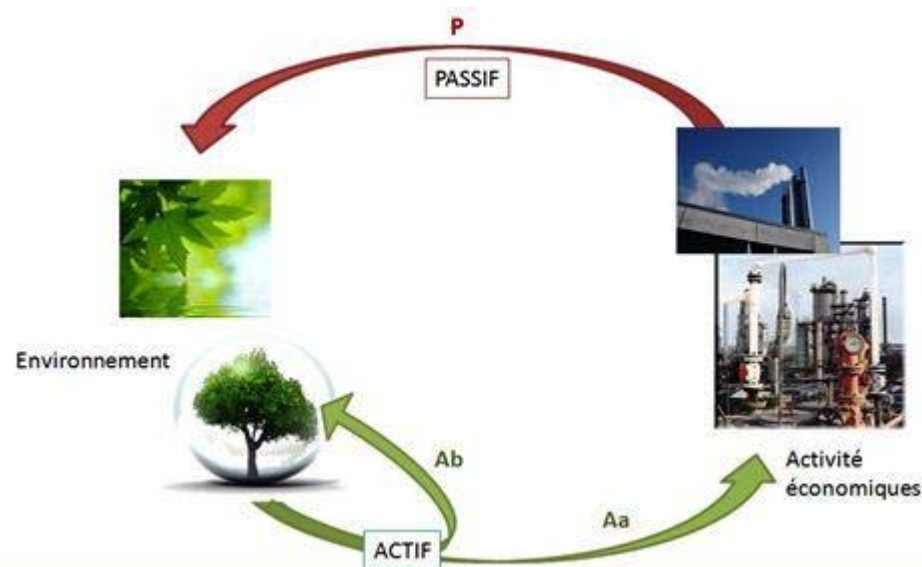 P
PASSIF
Environnement
Ab
Activité
économiques
Aa
ACTIF